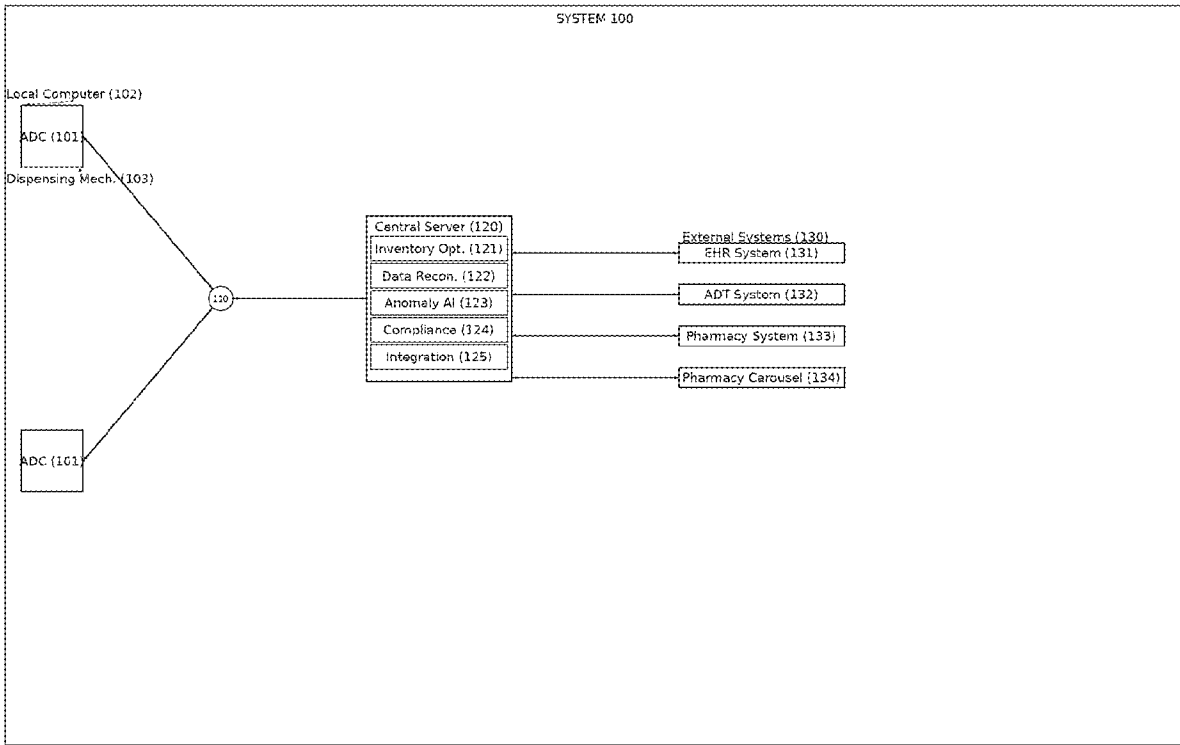 SYSTEM 100
Local Computer (102)
ADC (101)
Dispensing Mech. (103)
110
ADC (101)
Central Server (120)
Inventory Opt. (121)
Data Recon. (122)
Anomaly AI (123)
Compliance (124)
Integration (125)
External Systems (130)
EHR System (131)
ADT System (132)
Pharmacy System (133)
Pharmacy Carousel (134)